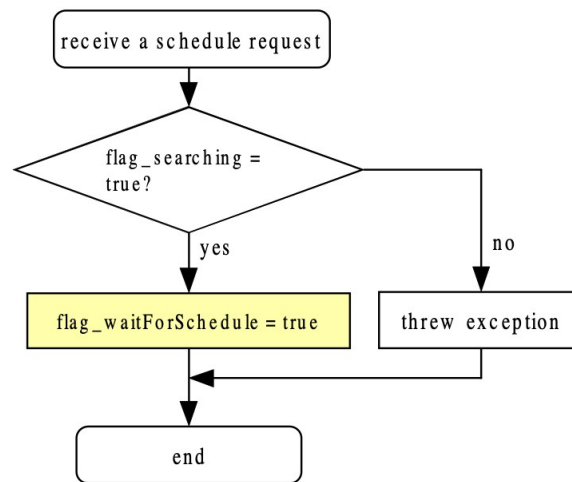 receive a schedule request
flag_searching =
true?
yes
no
flag_waitForSchedule = true
threw exception
end